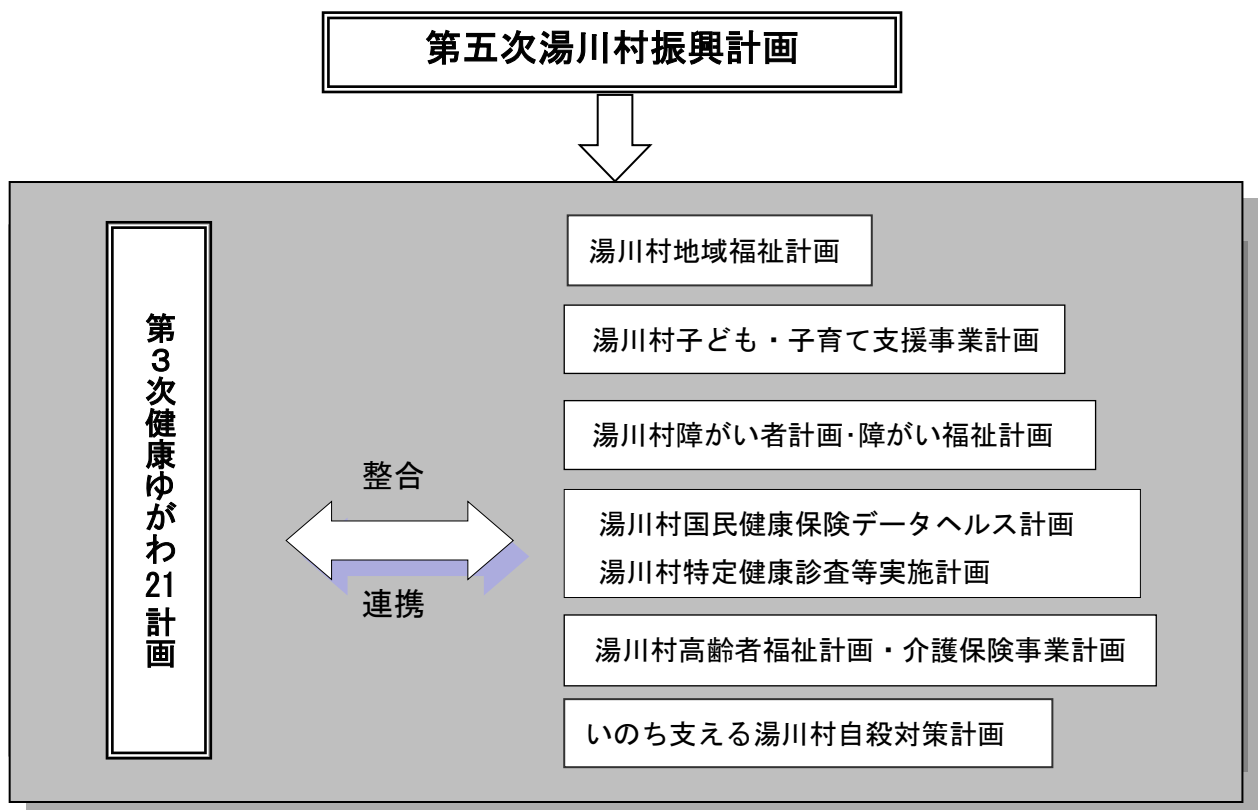 第五次湯川村振興計画
第３次健康ゆがわ21計画
整合
連携
湯川村地域福祉計画
湯川村子ども・子育て支援事業計画
湯川村障がい者計画･障がい福祉計画
湯川村国民健康保険データヘルス計画
湯川村特定健康診査等実施計画
湯川村高齢者福祉計画・介護保険事業計画
いのち支える湯川村自殺対策計画